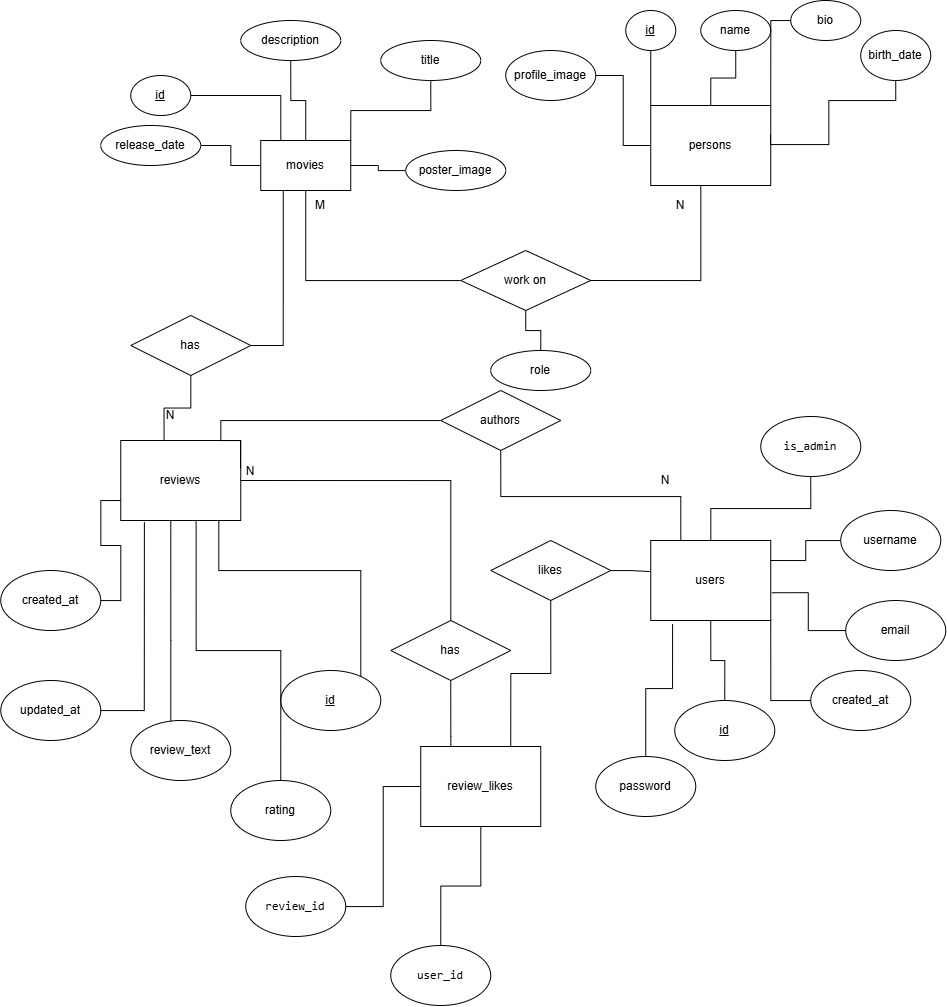 description
title
id
release_date
movies
poster_image
M
id
name
bio
profile_image
birth_date
persons
N
work on
role
has
N
authors
reviews
N
N
is_admin
username
likes
users
email
created_at
created_at
updated_at
review_text
rating
id
has
id
password
review_likes
review_id
user_id